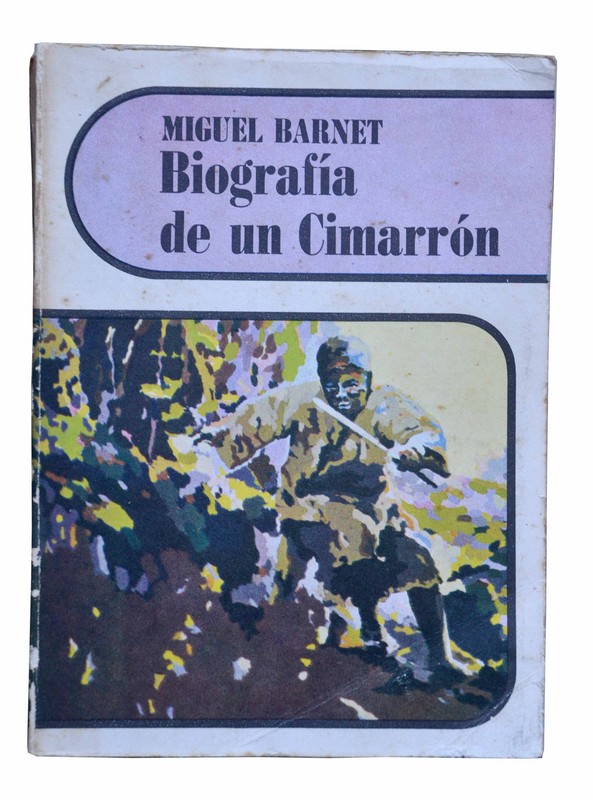 MIGUEL BARNET
Biografía
de un Cimarrón